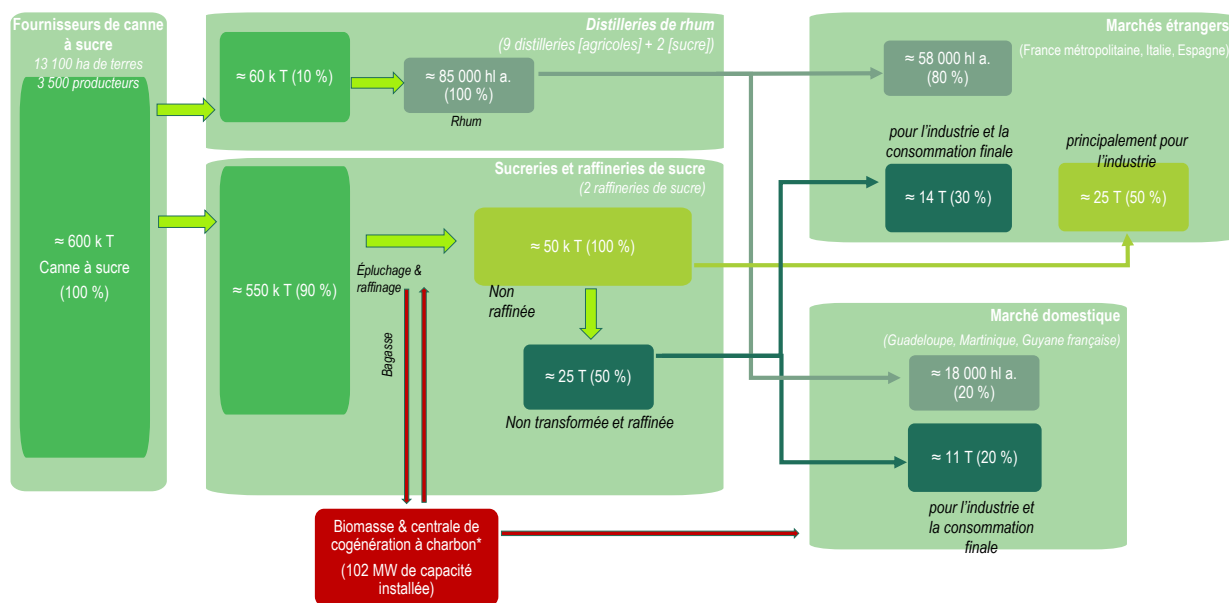 Fournisseurs de canne
à sucre
13 100 ha de terres
3 500 producteurs
≈ 600 k T
Canne à sucre
(100 %)
Distilleries de rhum
(9 distilleries [agricoles] + 2 [sucre])
≈ 60 k T (10 %)
≈ 85 000 hl a.
(100 %)
Rhum
Sucreries et raffineries de sucre
(2 raffineries de sucre)
≈ 550 k T (90 %)
Épluchage &
raffinage
Bagasse
≈ 50 k T (100 %)
Non
raffinée
≈ 25 T (50 %)
Non transformée et raffinée
Biomasse & centrale de
cogénération à charbon*
(102 MW de capacité
installée)
Marchés étrangers
(France métropolitaine, Italie, Espagne)
≈ 58 000 hl a.
(80 %)
pour l'industrie et la
consommation finale
≈ 14 T (30 %)
principalement pour
l'industrie
≈ 25 T (50 %)
Marché domestique
(Guadeloupe, Martinique, Guyane française)
≈ 18 000 hl a.
(20 %)
≈ 11 T (20 %)
pour l'industrie et
la consommation
finale